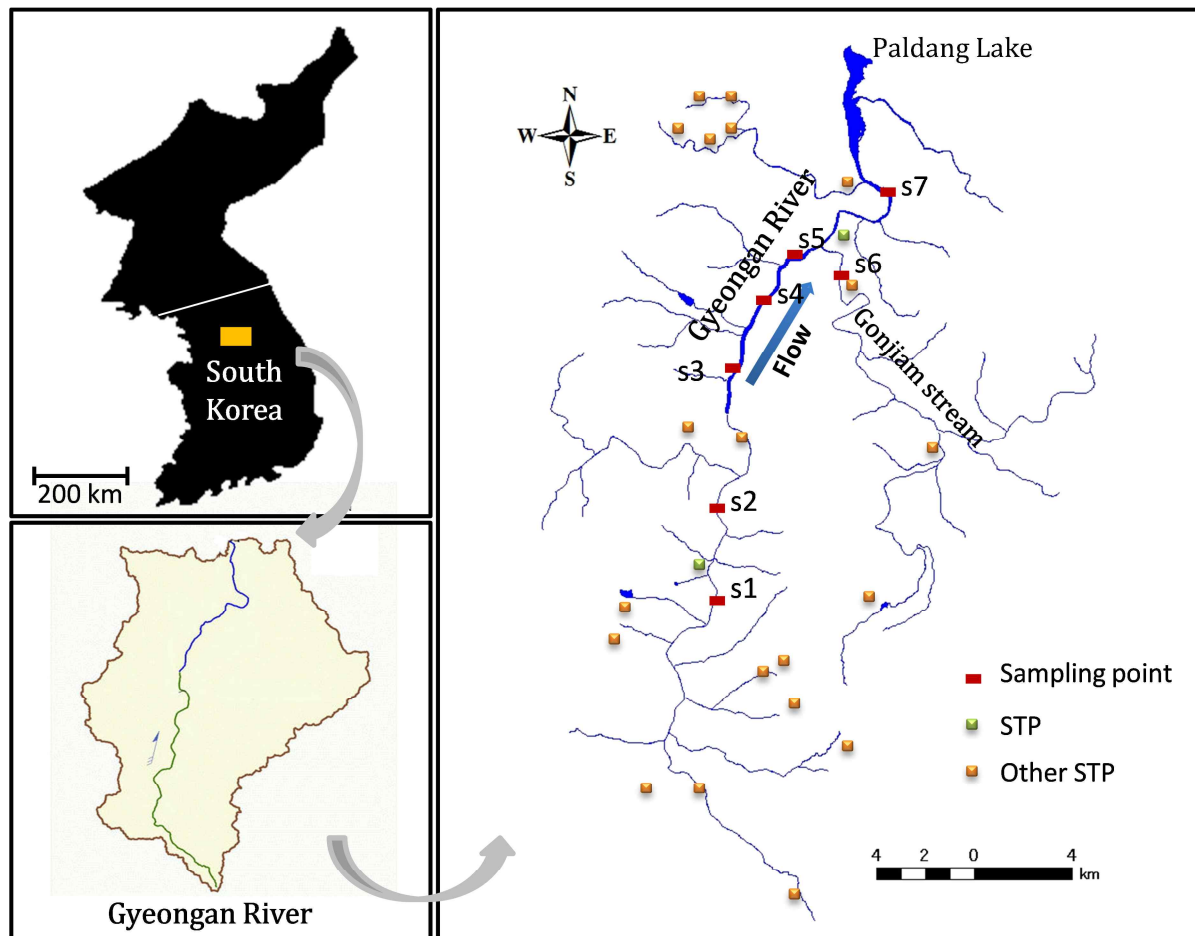 South
Korea
200 km
Gyeongan River
Paldang Lake
N
W E
S
s7
Gyeongan River
s5
s6
s4
Flow
Gonjiam stream
s3
s2
s1
Sampling point
STP
Other STP
4 2 0 4
km